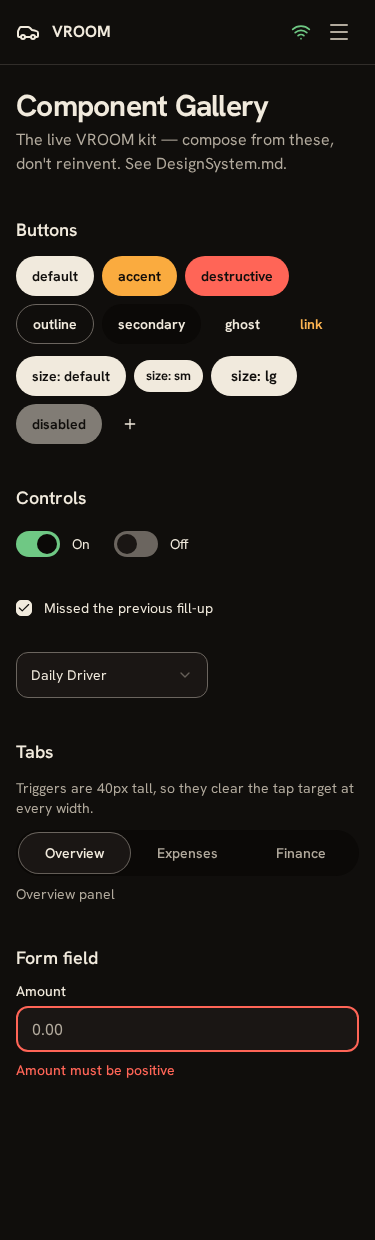 VROOM
Component Gallery
The live VROOM kit — compose from these,
don't reinvent. See DesignSystem.md.
Buttons
default
accent
destructive
outline
secondary
ghost
link
size: default
size: sm
size: lg
disabled
Controls
On
Off
Missed the previous fill-up
Daily Driver
Tabs
Triggers are 40px tall, so they clear the tap target at
every width.
Overview
Expenses
Finance
Overview panel
Form field
Amount
0.00
Amount must be positive